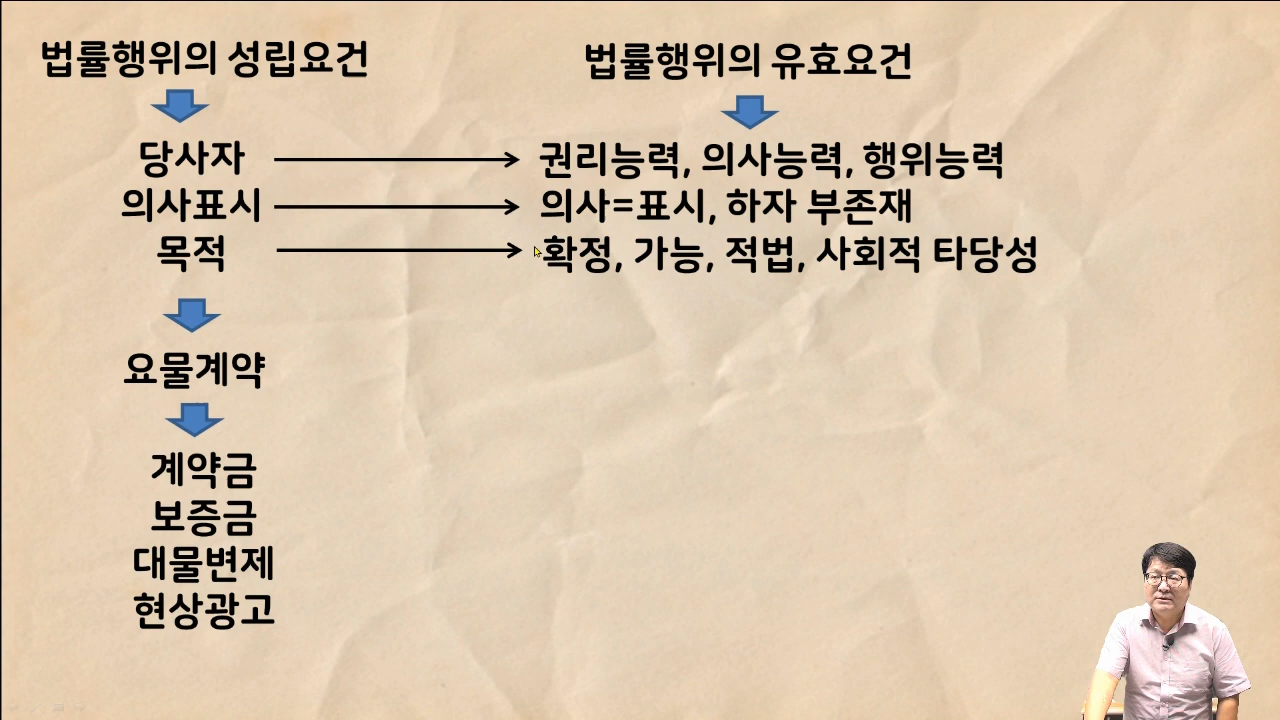 법률행위의 성립요건
법률행위의 유효요건
당사자
권리능력, 의사능력, 행위능력
의사표시
의사=표시, 하자 부존재
목적
확정, 가능, 적법, 사회적 타당성
요물계약
계약금
보증금
대물변제
현상광고